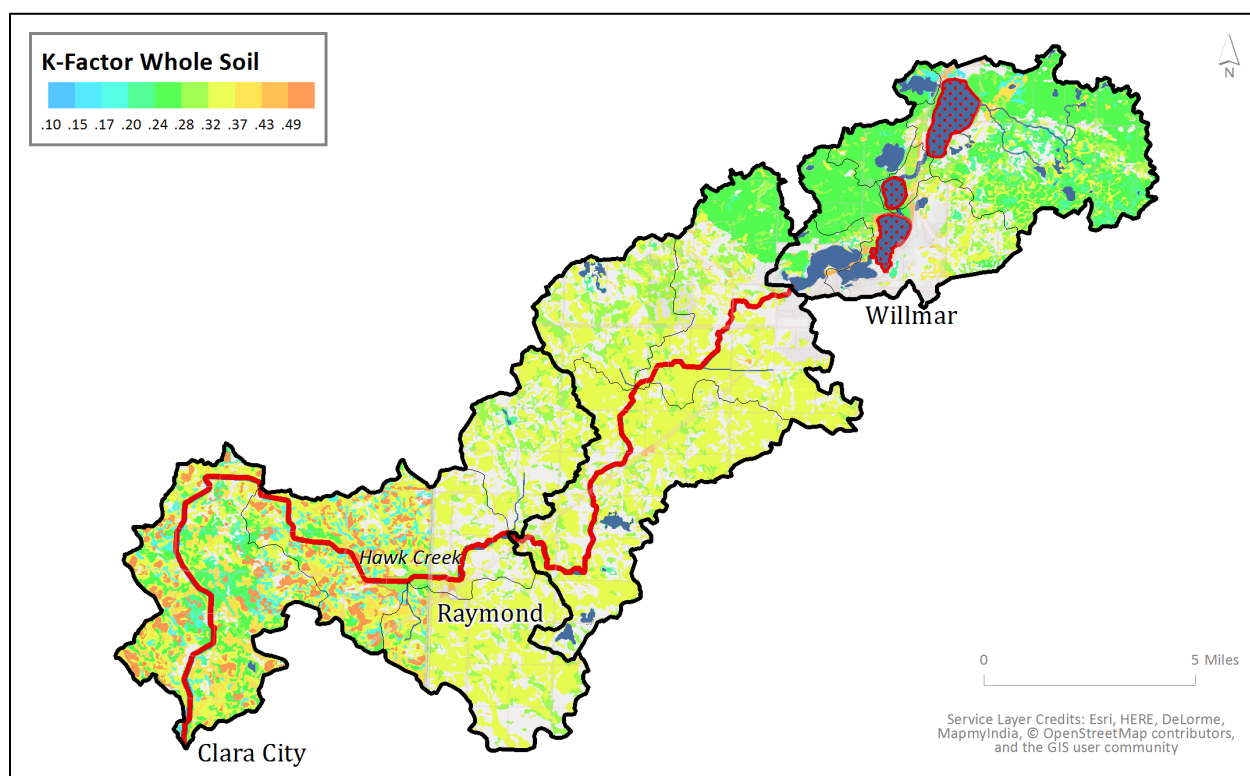 K-Factor Whole Soil
.10 .15 .17 .20 .24 .28 .32 .37 .43 .49
N
Willmar
Hawk Creek
Raymond
0 5 Miles
Service Layer Credits: Esri, HERE, DeLorme,
MapmyIndia, © OpenStreetMap contributors,
and the GIS user community
Clara City